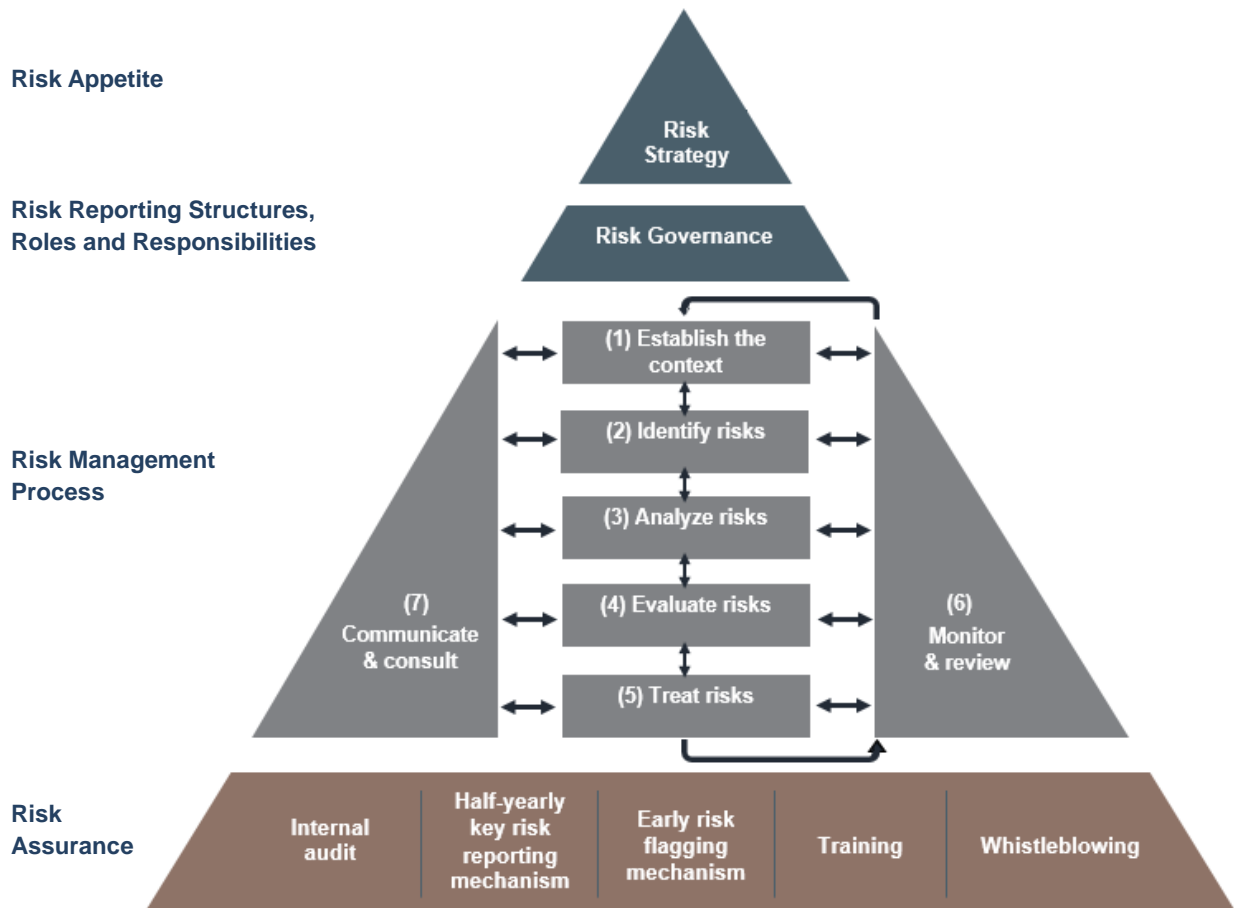 Risk Appetite
Risk
Strategy
Risk Reporting Structures,
Roles and Responsibilities
Risk Governance
(1) Establish the
context
(2) Identify risks
Risk Management
Process
(3) Analyze risks
(4) Evaluate risks
(7)
Communicate
& consult
(6)
Monitor
& review
(5) Treat risks
Risk
Assurance
Internal
audit
Half-yearly
key risk
reporting
mechanism
Early risk
flagging
mechanism
Training
Whistleblowing